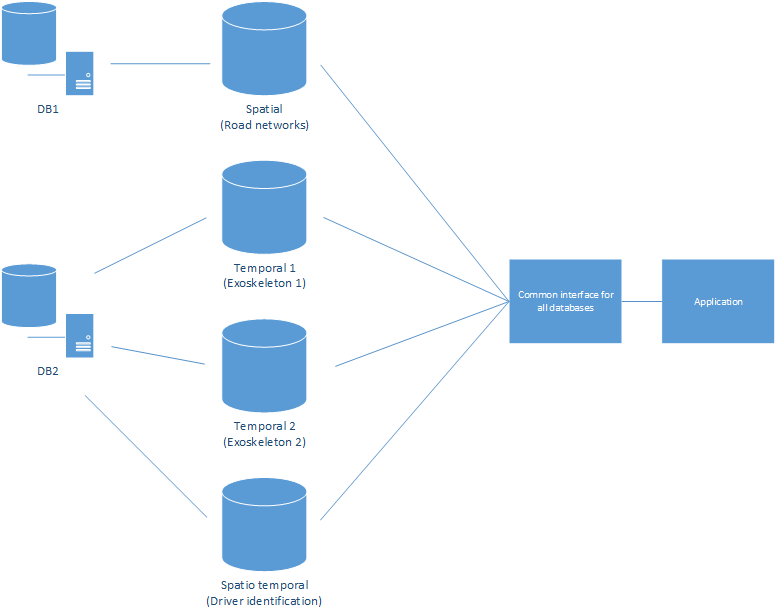 DB1
Spatial
(Road networks)
Temporal 1
(Exoskeleton 1)
DB2
Temporal 2
(Exoskeleton 2)
Spatio temporal
(Driver identification)
Common interface for
all databases
Application